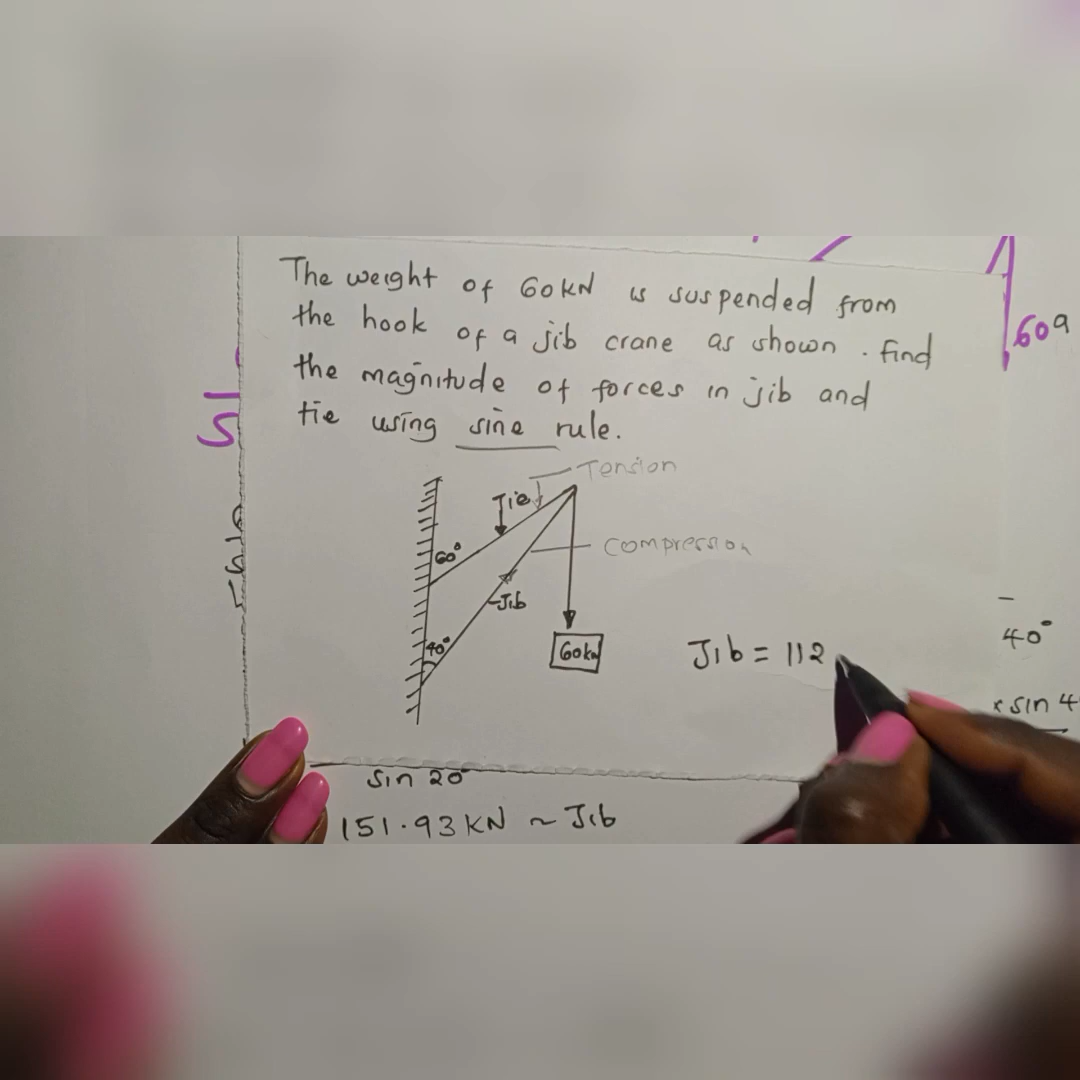 The weight of 60KN is suspended from
the hook of a jib crane as shown. find
the magnitude of forces in jib and
tie using sine rule.
60°
Tension
Tie
60°
compression
Jib
40°
60kN
Jib = 112
40°
× sin 4
sin 20
151.93KN ~ Jib